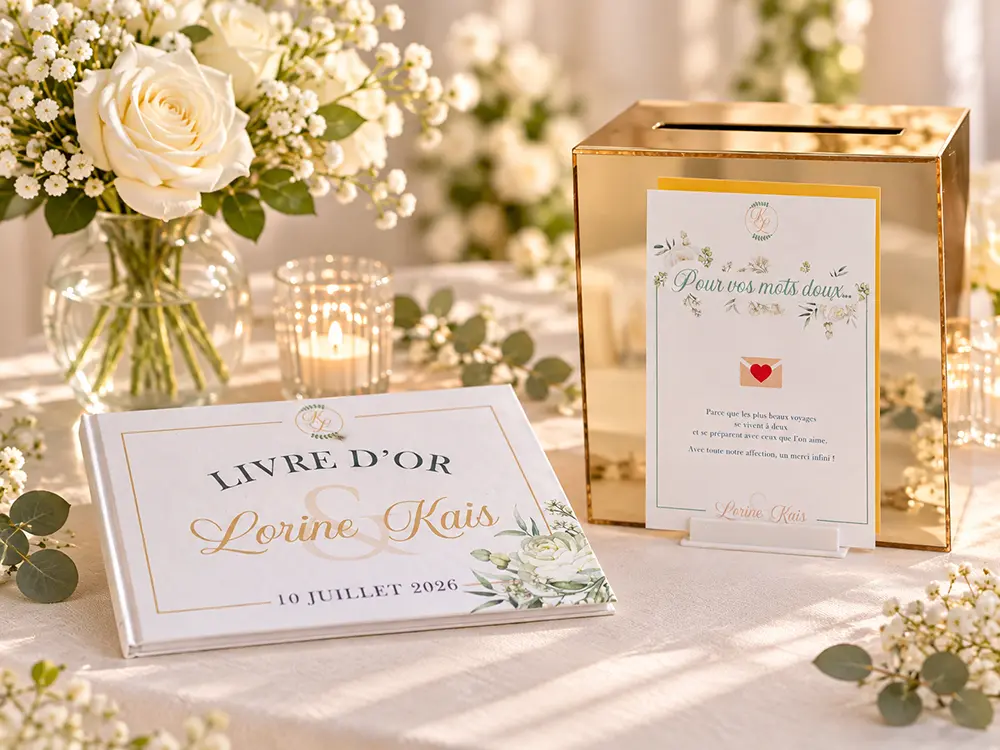 LIVRE D'OR
&
Lorine Kais
10 JUILLET 2026
Pour vos mots doux...
Parce que les plus beaux voyages
se vivent à deux
et se préparent avec ceux que l'on aime.
Avec toute notre affection, un merci infini !
Lorine Kais